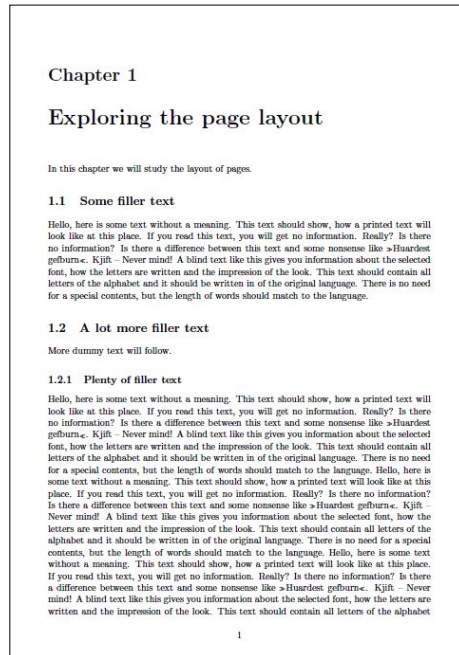 Chapter 1
Exploring the page layout
In this chapter we will study the layout of pages.
1.1 Some filler text
Hello, here is some text without a meaning. This text should show, how a printed text will
look like at this place. If you read this text, you will get no information. Really? Is there
no information? Is there a difference between this text and some nonsense like »Huardest
gefburn«. Kjift – Never mind! A blind text like this gives you information about the selected
font, how the letters are written and the impression of the look. This text should contain all
letters of the alphabet and it should be written in of the original language. There is no need
for a special contents, but the length of words should match to the language.
1.2 A lot more filler text
More dummy text will follow.
1.2.1 Plenty of filler text
Hello, here is some text without a meaning. This text should show, how a printed text will
look like at this place. If you read this text, you will get no information. Really? Is there
no information? Is there a difference between this text and some nonsense like »Huardest
gefburn«. Kjift – Never mind! A blind text like this gives you information about the selected
font, how the letters are written and the impression of the look. This text should contain all
letters of the alphabet and it should be written in of the original language. There is no need
for a special contents, but the length of words should match to the language. Hello, here is
some text without a meaning. This text should show, how a printed text will look like at this
place. If you read this text, you will get no information. Really? Is there no information?
Is there a difference between this text and some nonsense like »Huardest gefburn«. Kjift –
Never mind! A blind text like this gives you information about the selected font, how the
letters are written and the impression of the look. This text should contain all letters of the
alphabet and it should be written in of the original language. There is no need for a special
contents, but the length of words should match to the language. Hello, here is some text
without a meaning. This text should show, how a printed text will look like at this place.
If you read this text, you will get no information. Really? Is there no information? Is there
a difference between this text and some nonsense like »Huardest gefburn«. Kjift – Never
mind! A blind text like this gives you information about the selected font, how the letters are
written and the impression of the look. This text should contain all letters of the alphabet
1